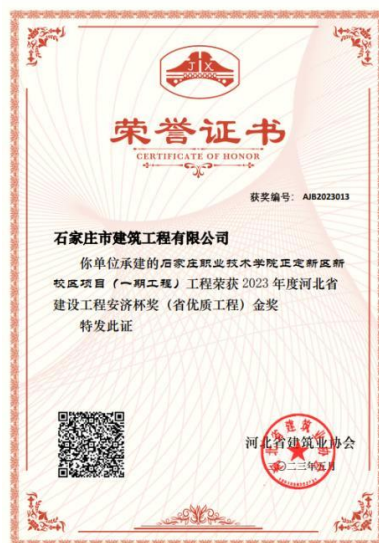 JX
荣誉证书
CERTIFICATE OF HONOR
获奖编号： AJB2023013
石家庄市建筑工程有限公司
你单位承建的石家庄职业技术学院正定新区新
校区项目（一期工程）工程荣获 2023 年度河北省
建设工程安济杯奖（省优质工程）金奖
特发此证
河北省建筑业协会
二〇二三年五月